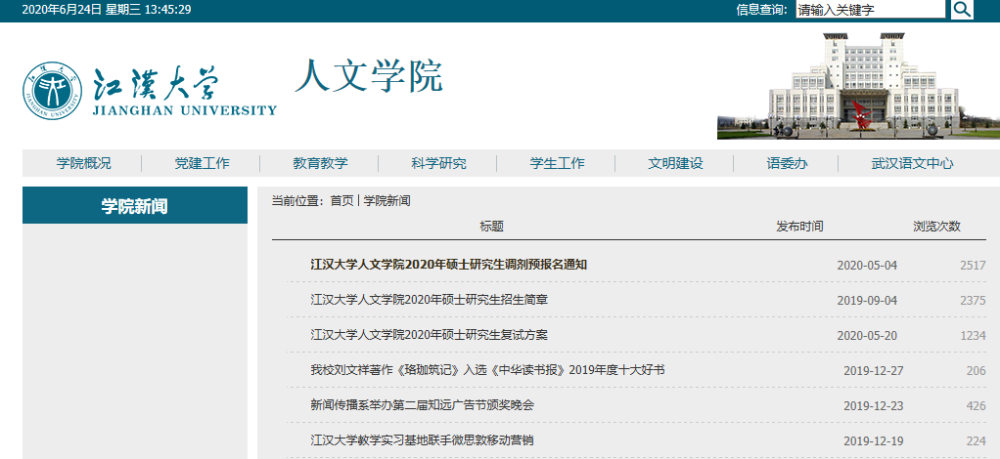 2020年6月24日 星期三 13:45:29 信息查询: 请输入关键字
江汉大学 人文学院
JIANGHAN UNIVERSITY
学院概况 党建工作 教育教学 科学研究 学生工作 文明建设 语委办 武汉语文中心
学院新闻 当前位置：首页 | 学院新闻
标题 发布时间 浏览次数
江汉大学人文学院2020年硕士研究生调剂预报名通知 2020-05-04 2517
江汉大学人文学院2020年硕士研究生招生简章 2019-09-04 2375
江汉大学人文学院2020年硕士研究生复试方案 2020-05-20 1234
我校刘文祥著作《珞珈筑记》入选《中华读书报》2019年度十大好书 2019-12-27 206
新闻传播系举办第二届知远广告节颁奖晚会 2019-12-23 426
江汉大学教学实习基地联手微思敦移动营销 2019-12-19 224